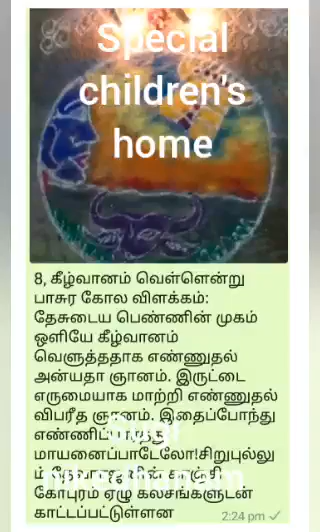 Special
children's
home
8, கீழ்வானம் வெள்ளென்று
பாசுர கோல விளக்கம்:
தேசுடைய பெண்ணின் முகம்
ஒளியே கீழ்வானம்
வெளுத்ததாக எண்ணுதல்
அன்யதா ஞானம். இருட்டை
எருமையாக மாற்றி எண்ணுதல்
விபரீத ஞானம். இதைப்போந்து
மாயனைப்பாடேலோ!சிறுபுல்லு
கோபுரம் ஏழு கலசங்களுடன்
காட்டப்பட்டுள்ளன
2:24 pm